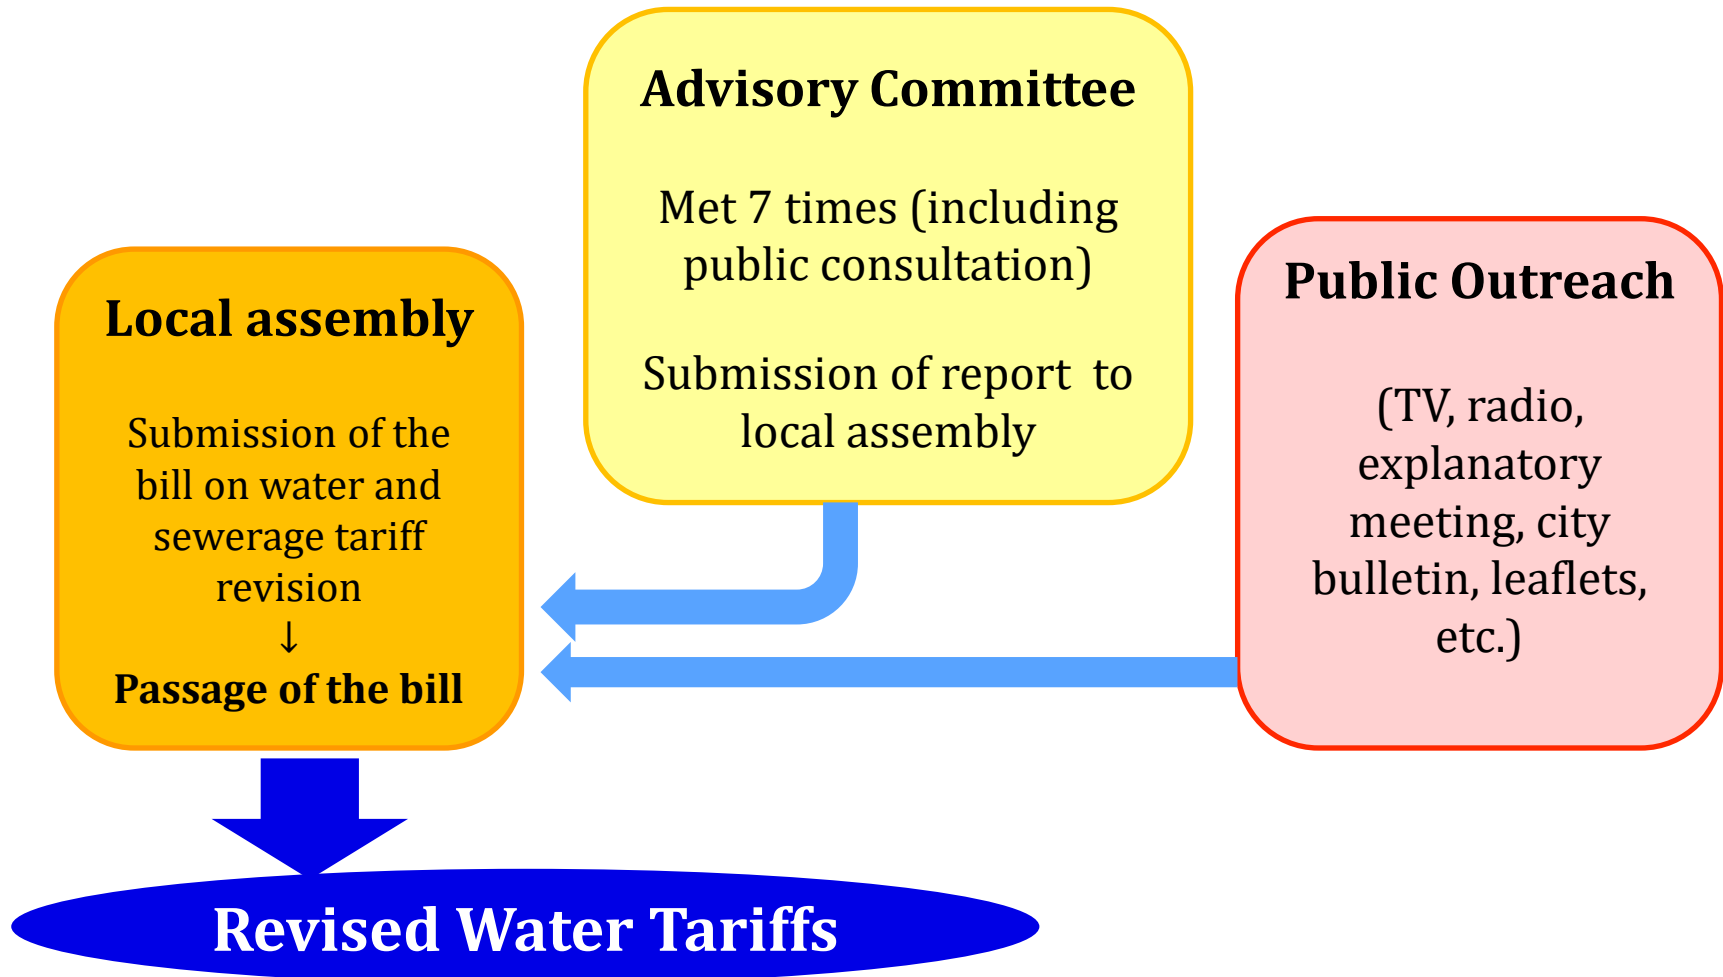 Advisory Committee
Met 7 times (including
public consultation)
Submission of report  to
local assembly
Local assembly
Submission of the
bill on water and
sewerage tariff
revision
↓
Passage of the bill
Public Outreach
(TV, radio,
explanatory
meeting, city
bulletin, leaflets,
etc.)
Revised Water Tariffs